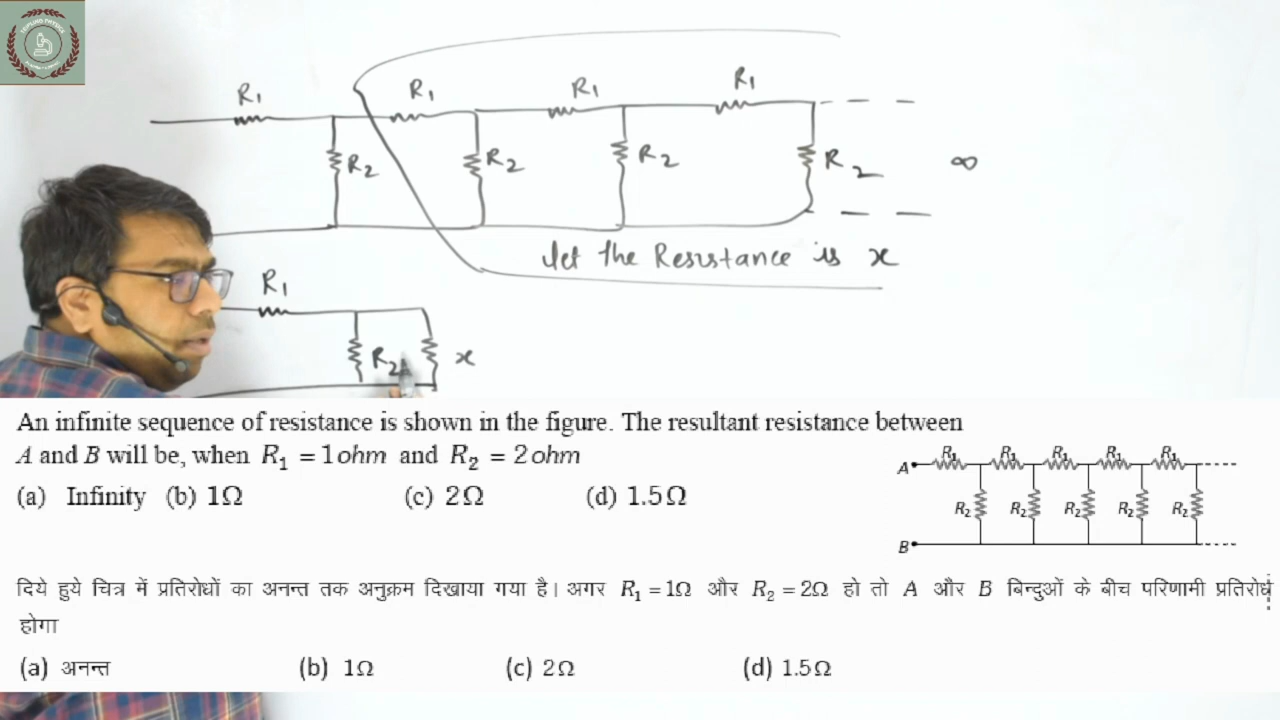 R1 R1 R1 R1
R2 R2 R2 R2 ∞
let the Resistance is x
R1
R2 x
An infinite sequence of resistance is shown in the figure. The resultant resistance between
A and B will be, when R₁ = 1 ohm and R₂ = 2 ohm
(a) Infinity (b) 1Ω (c) 2Ω (d) 1.5Ω
R₁ R₁ R₁ R₁ R₁
A
R₂ R₂ R₂ R₂ R₂
B
दिये हुये चित्र में प्रतिरोधों का अनन्त तक अनुक्रम दिखाया गया है। अगर R₁ = 1Ω और R₂ = 2Ω हो तो A और B बिन्दुओं के बीच परिणामी प्रतिरोध
होगा
(a) अनन्त (b) 1Ω (c) 2Ω (d) 1.5Ω